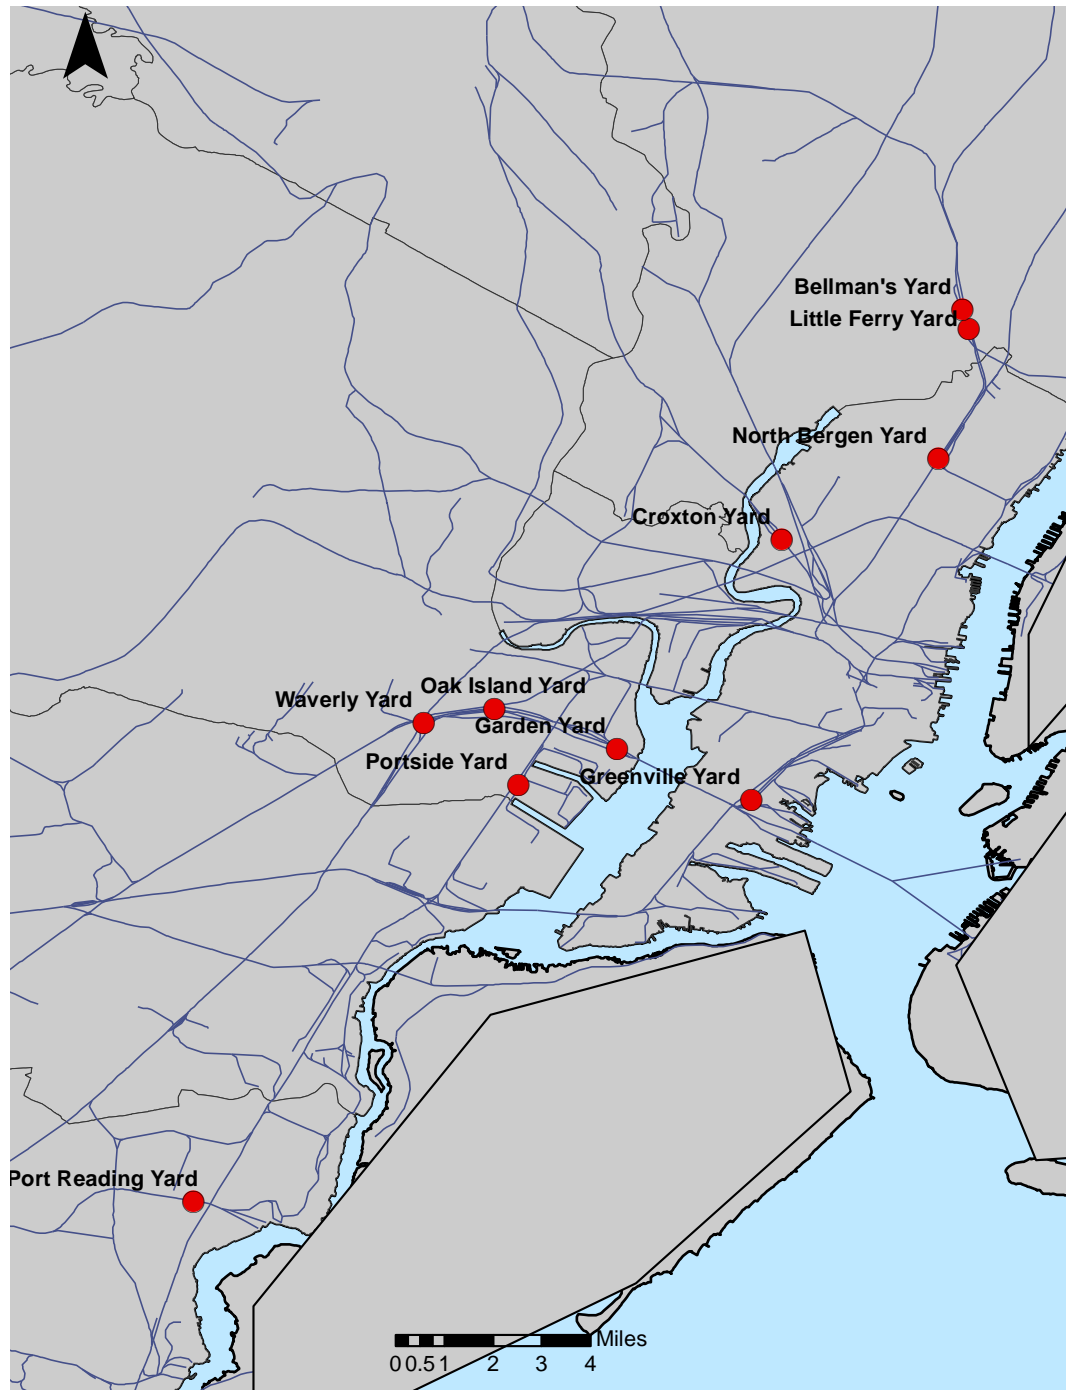 Bellman's Yard
Little Ferry Yard
North Bergen Yard
Croxton Yard
Oak Island Yard
Waverly Yard
Garden Yard
Portside Yard
Greenville Yard
Port Reading Yard
Miles
0 0.5 1 2 3 4